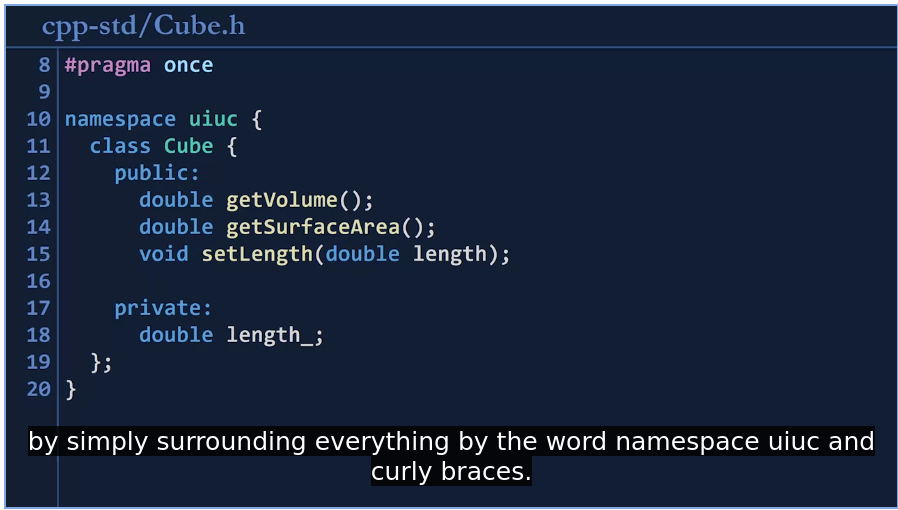 cpp-std/Cube.h
8 #pragma once
9
10 namespace uiuc {
11   class Cube {
12     public:
13       double getVolume();
14       double getSurfaceArea();
15       void setLength(double length);
16
17     private:
18       double length_;
19   };
20 }
by simply surrounding everything by the word namespace uiuc and
curly braces.